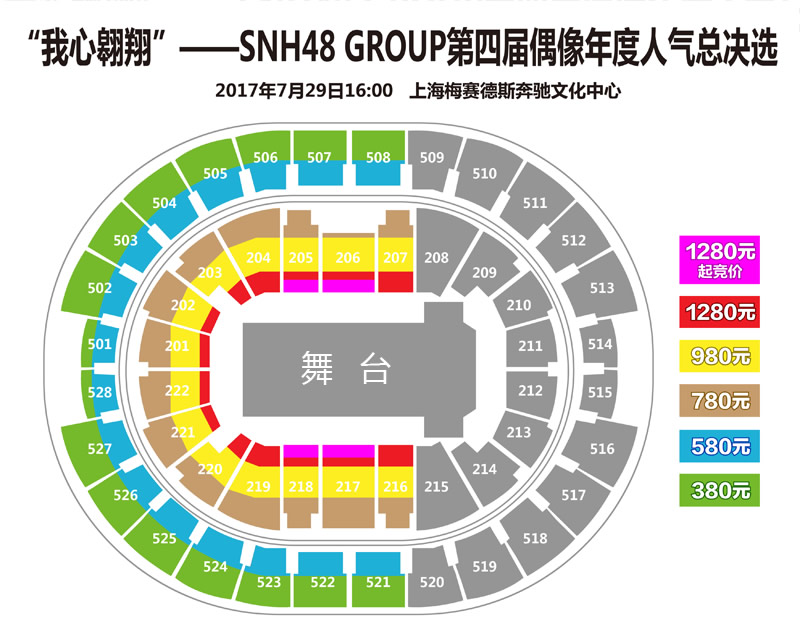 “我心翱翔”——SNH48 GROUP第四届偶像年度人气总决选
2017年7月29日16:00 上海梅赛德斯奔驰文化中心
506 507 508 509
505 510
504 511
503 512
502 513
501 514
528 515
527 516
526 517
525 518
524 519
523 522 521 520
204 205 206 207 208
203 209
202 210
201 211
222 212
221 213
220 214
219 218 217 216 215
舞 台
1280元
起竞价
1280元
980元
780元
580元
380元